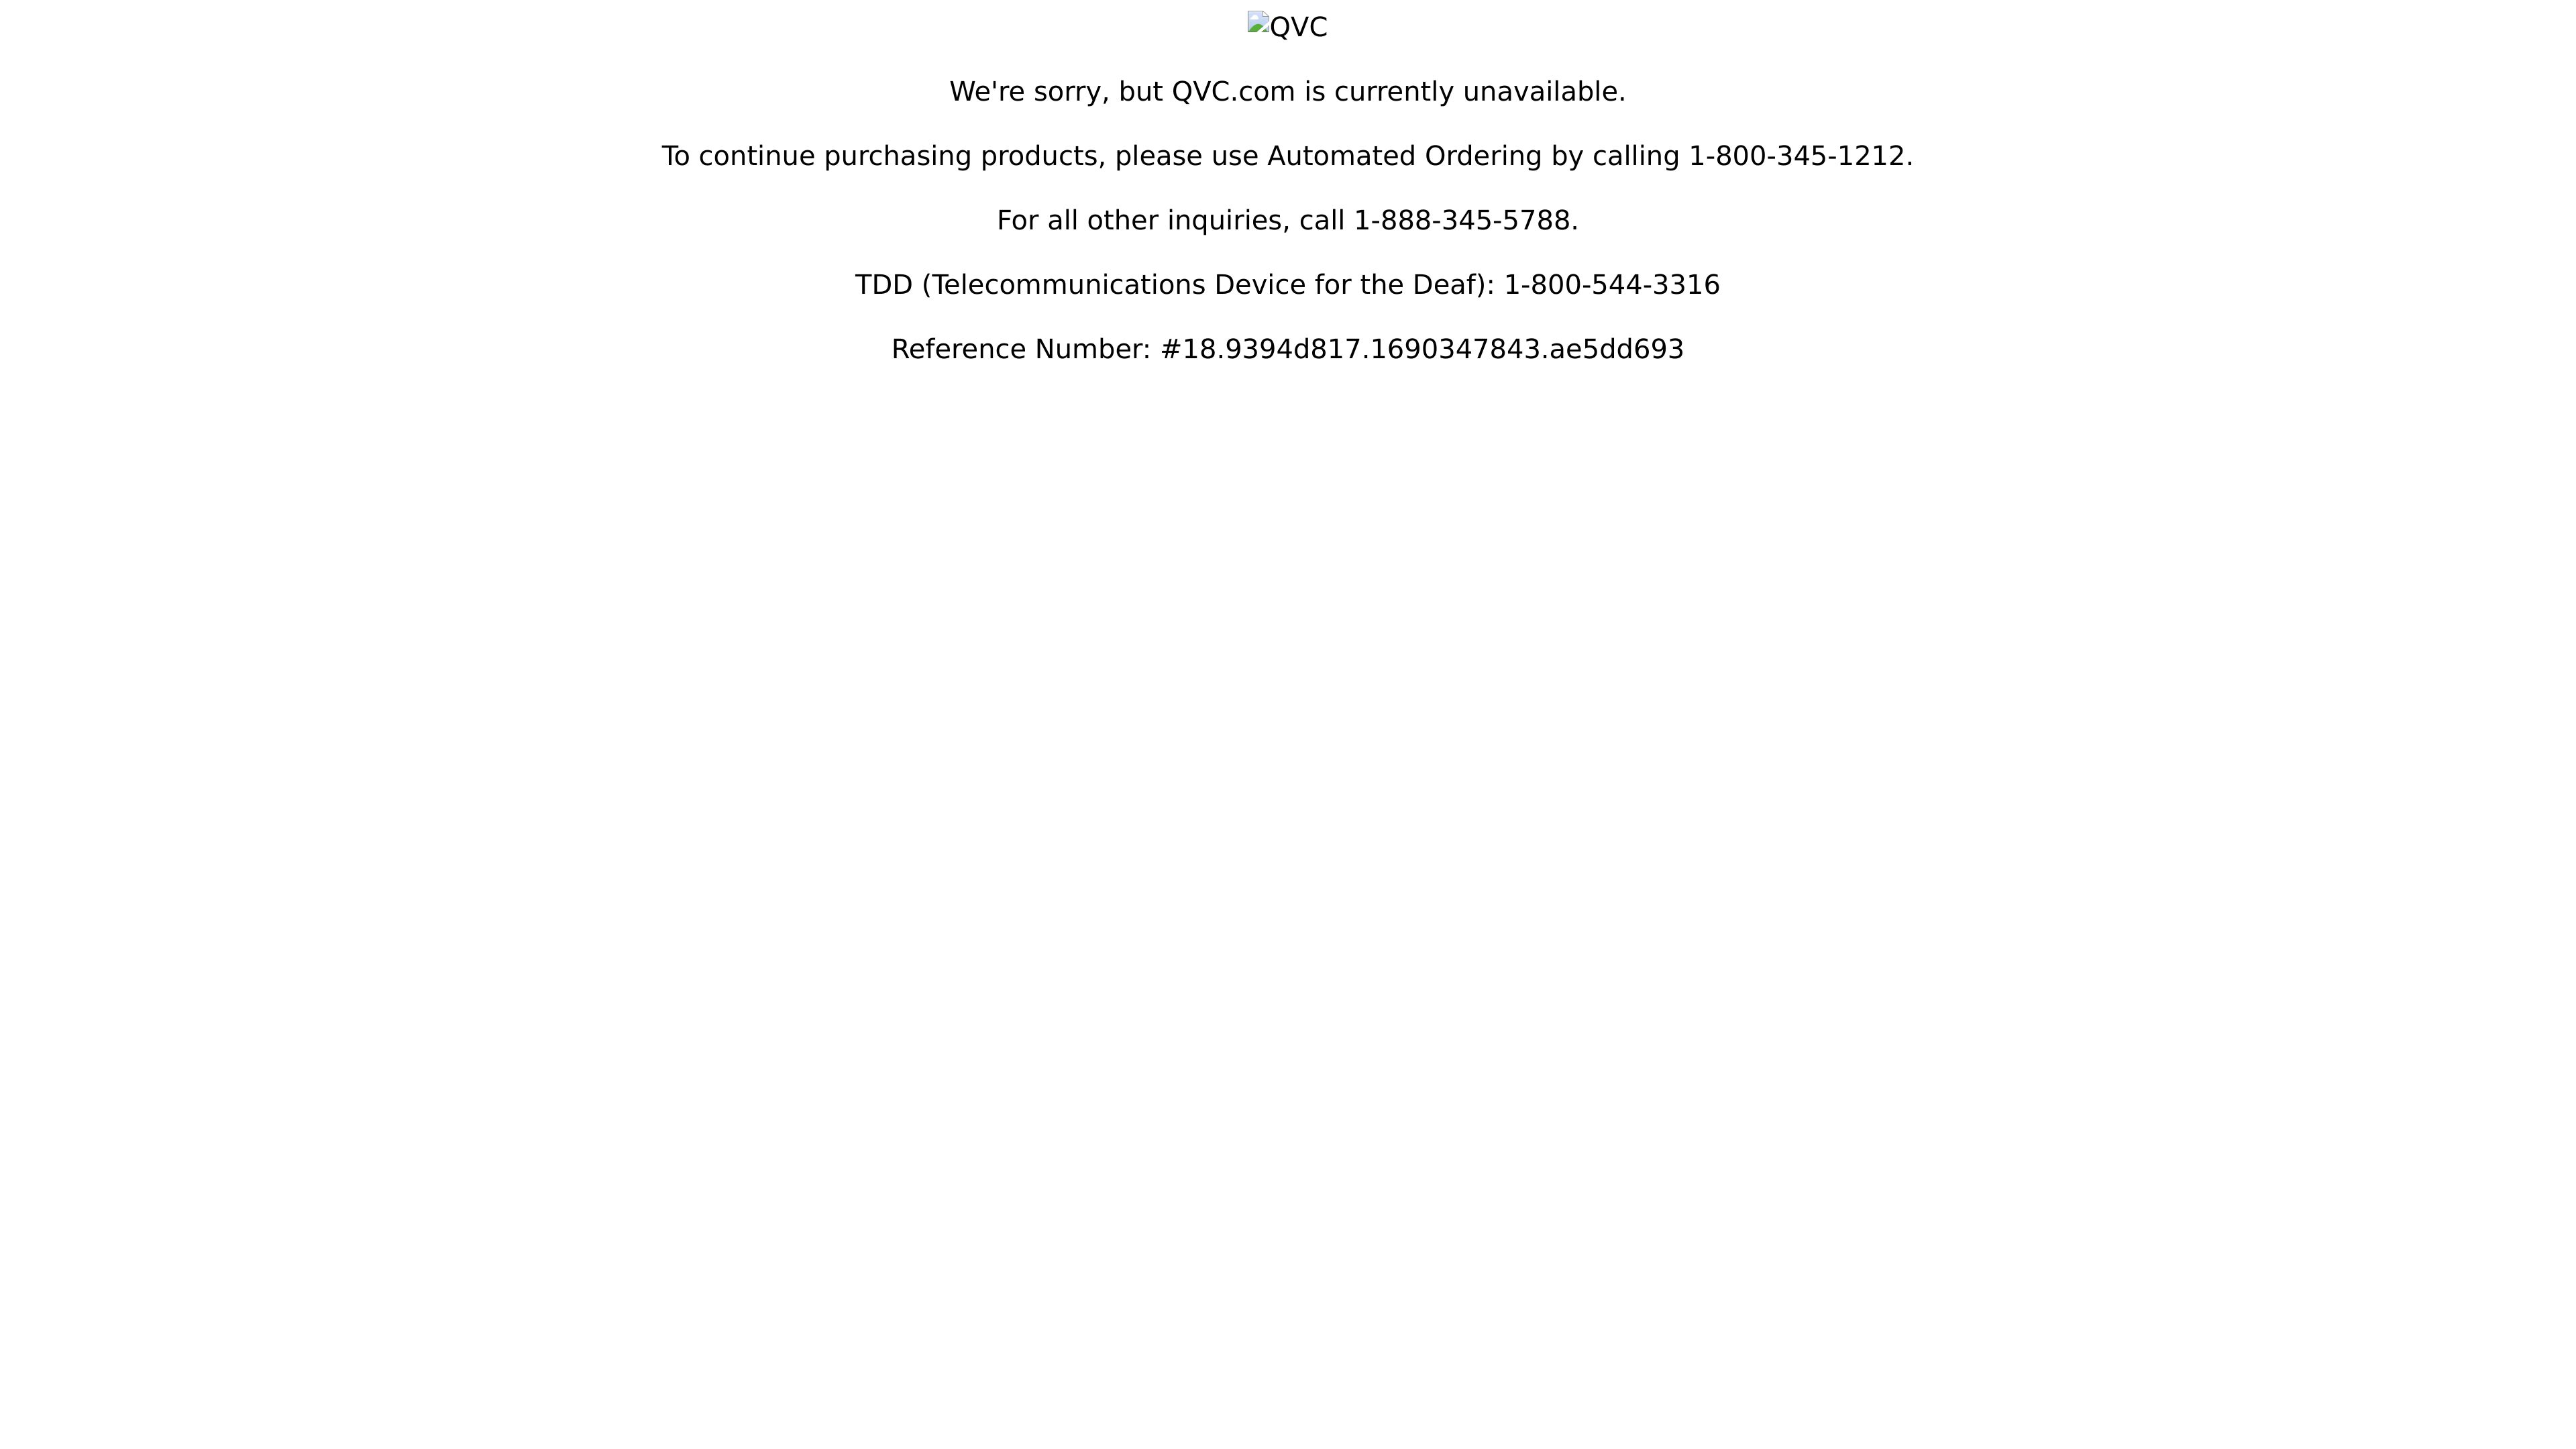 QVC
We're sorry, but QVC.com is currently unavailable.
To continue purchasing products, please use Automated Ordering by calling 1-800-345-1212.
For all other inquiries, call 1-888-345-5788.
TDD (Telecommunications Device for the Deaf): 1-800-544-3316
Reference Number: #18.9394d817.1690347843.ae5dd693